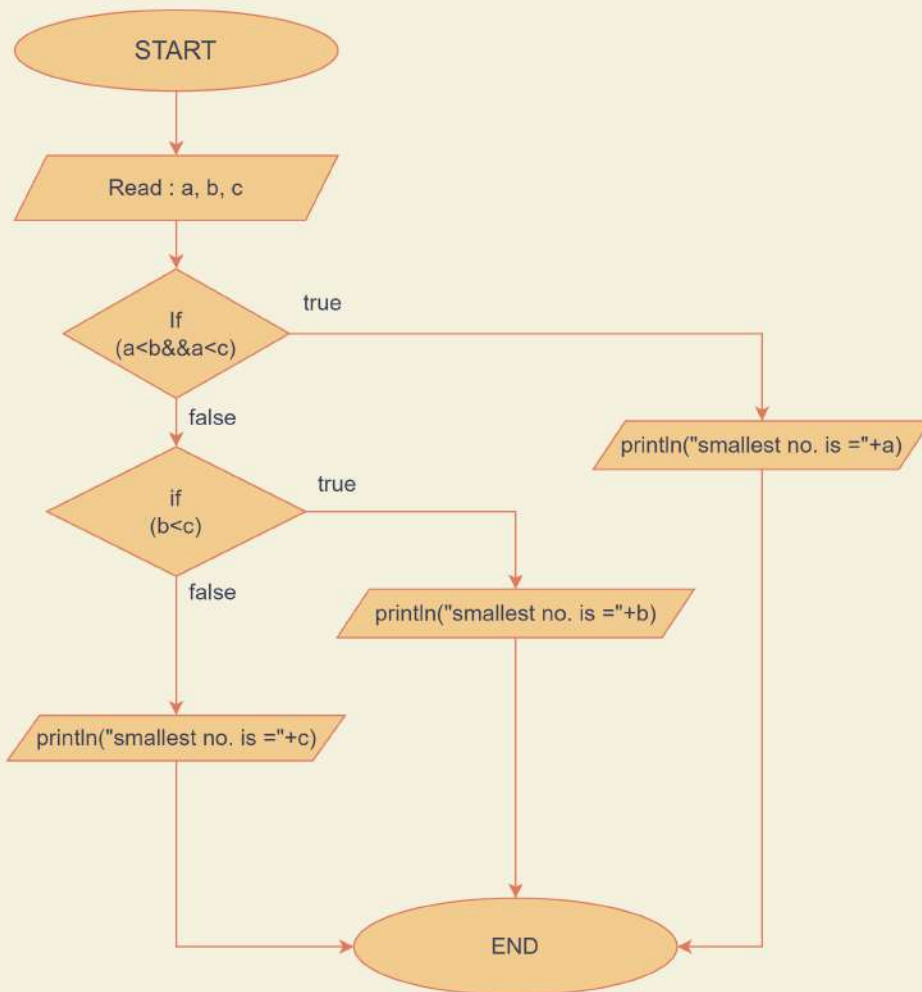 START
Read : a, b, c
If
(a<b&&a<c)
true
false
println("smallest no. is ="+a)
if
(b<c)
true
false
println("smallest no. is ="+b)
println("smallest no. is ="+c)
END